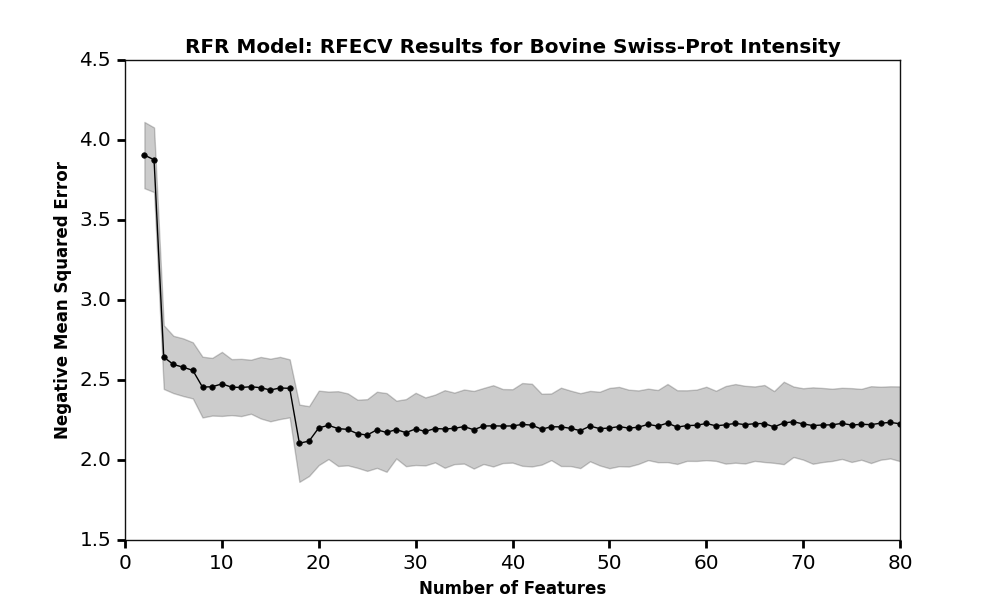 RFR Model: RFECV Results for Bovine Swiss-Prot Intensity
4.5
4.0
3.5
3.0
2.5
2.0
1.5
Negative Mean Squared Error
0 10 20 30 40 50 60 70 80
Number of Features